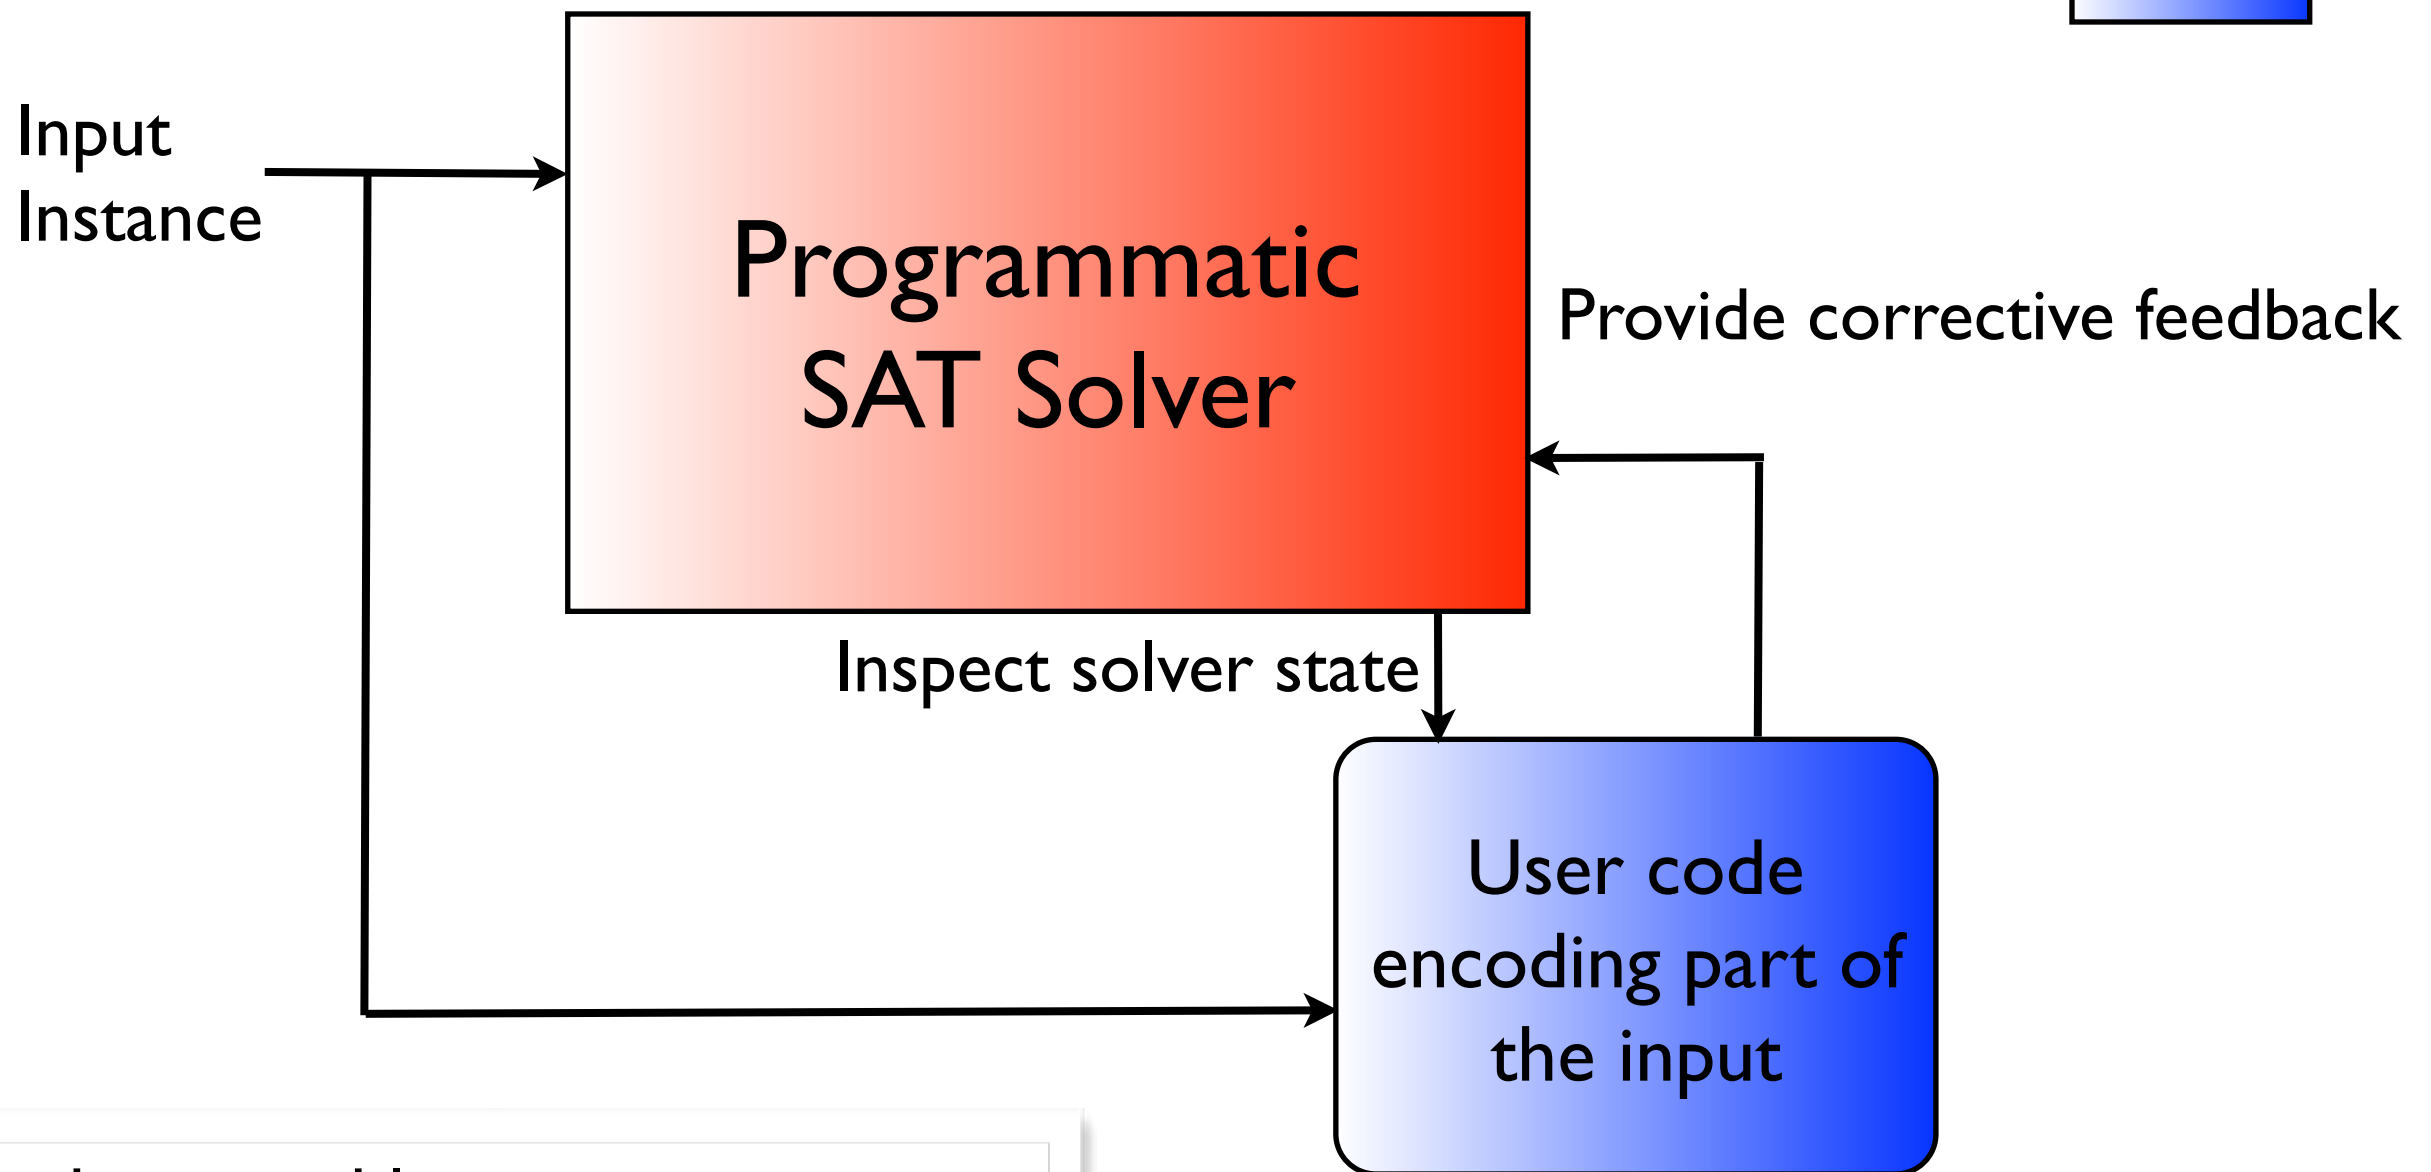 Input
Instance
Programmatic
SAT Solver
Provide corrective feedback
Inspect solver state
User code
encoding part of
the input